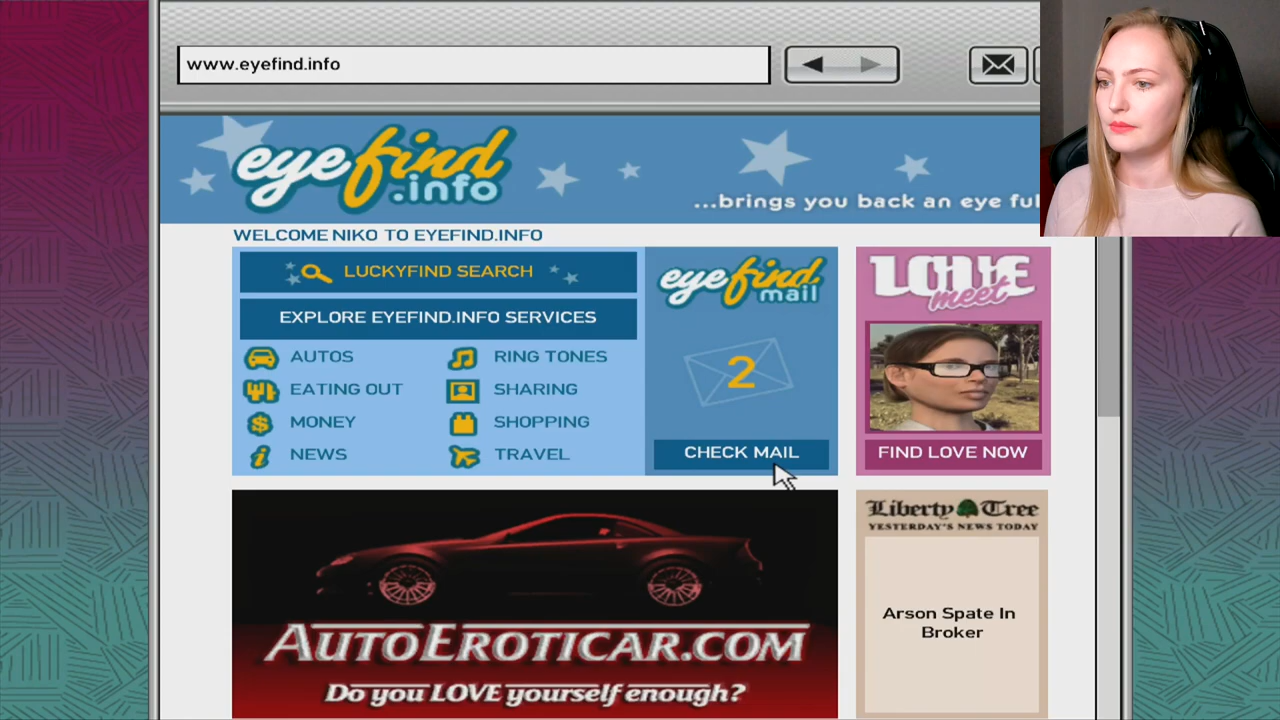 www.eyefind.info
eyefind
.info
...brings you back an eye ful
WELCOME NIKO TO EYEFIND.INFO
LUCKYFIND SEARCH
EXPLORE EYEFIND.INFO SERVICES
AUTOS
RING TONES
EATING OUT
SHARING
MONEY
SHOPPING
NEWS
TRAVEL
eyefind
mail
2
CHECK MAIL
LOVE
meet
FIND LOVE NOW
AUTOEROTICAR.COM
Do you LOVE yourself enough?
Liberty Tree
YESTERDAY'S NEWS TODAY
Arson Spate In
Broker